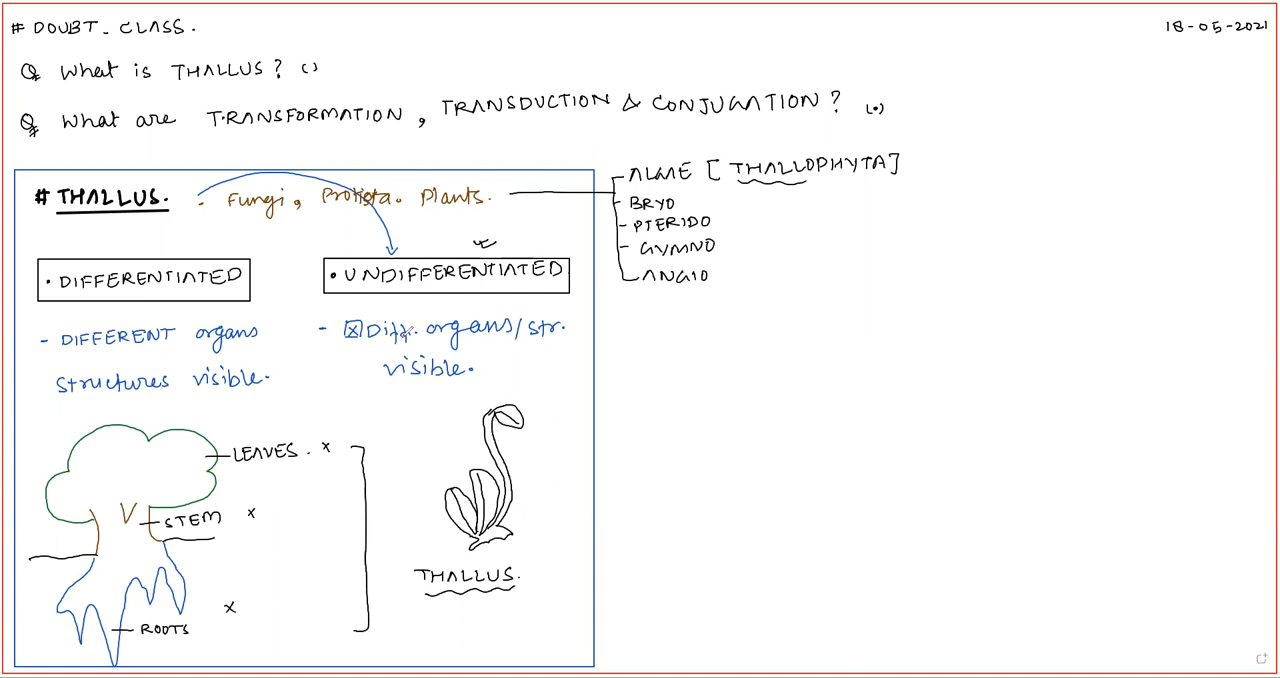 # DOUBT-CLASS.
18-05-2021
Q What is THALLUS? ( )
Q What are TRANSFORMATION, TRANSDUCTION & CONJUGATION? (.)
# THALLUS. - Fungi, Protista. Plants.
ALGAE [THALLOPHYTA]
BRYO
PTERIDO
GYMNO
ANGIO
• DIFFERENTIATED
• UNDIFFERENTIATED
- DIFFERENT organs
structures visible.
- x Diff. organs/str.
visible.
LEAVES. x
STEM x
ROOTS x
THALLUS.